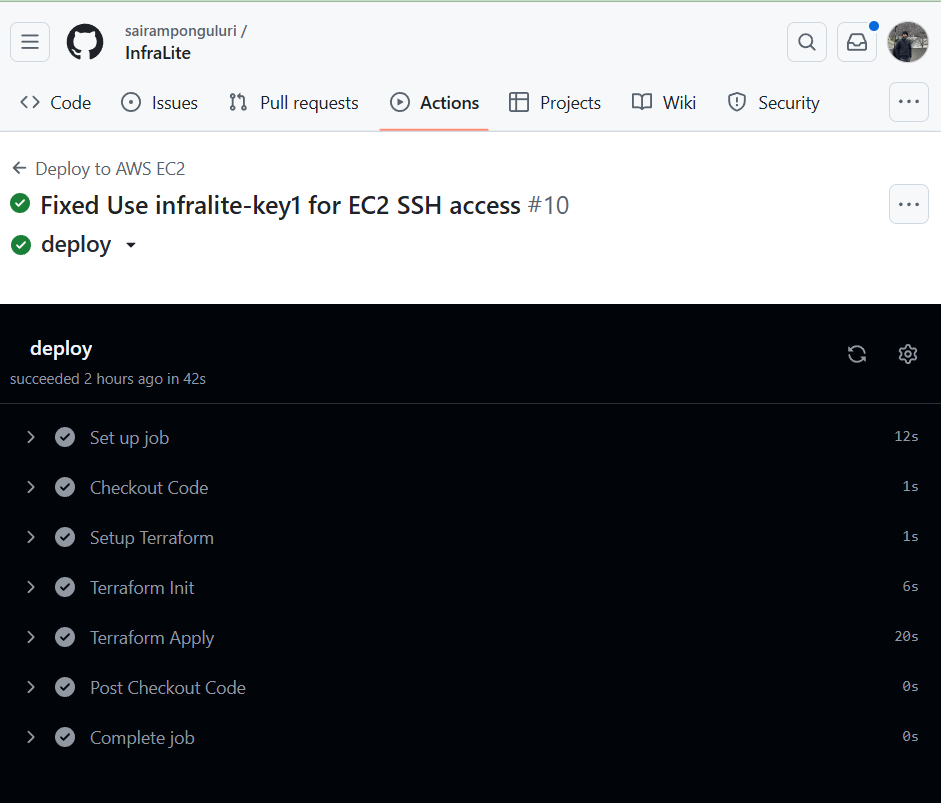 sairamponguluri /
InfraLite
Code Issues Pull requests Actions Projects Wiki Security
Deploy to AWS EC2
Fixed Use infralite-key1 for EC2 SSH access #10
deploy
deploy
succeeded 2 hours ago in 42s
Set up job 12s
Checkout Code 1s
Setup Terraform 1s
Terraform Init 6s
Terraform Apply 20s
Post Checkout Code 0s
Complete job 0s